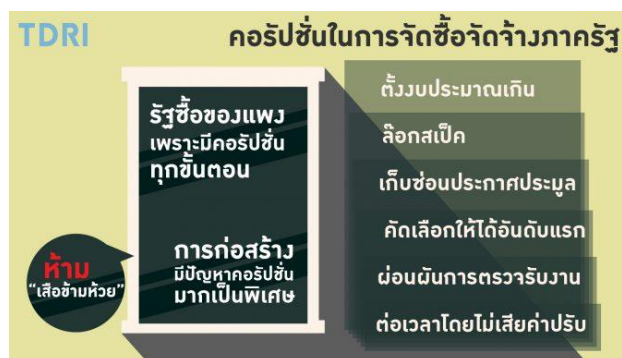 TDRI
คอรัปชั่นในการจัดซื้อจัดจ้างภาครัฐ
รัฐซื้อของแพง
เพราะมีคอรัปชั่น
ทุกขั้นตอน
การก่อสร้าง
มีปัญหาคอรัปชั่น
มากเป็นพิเศษ
ห้าม
“เสือข้ามห้วย”
ตั้งงบประมาณเกิน
ล๊อกสเป็ค
เก็บซ่อนประกาศประมูล
คัดเลือกให้ได้อันดับแรก
ผ่อนผันการตรวจรับงาน
ต่อเวลาโดยไม่เสียค่าปรับ